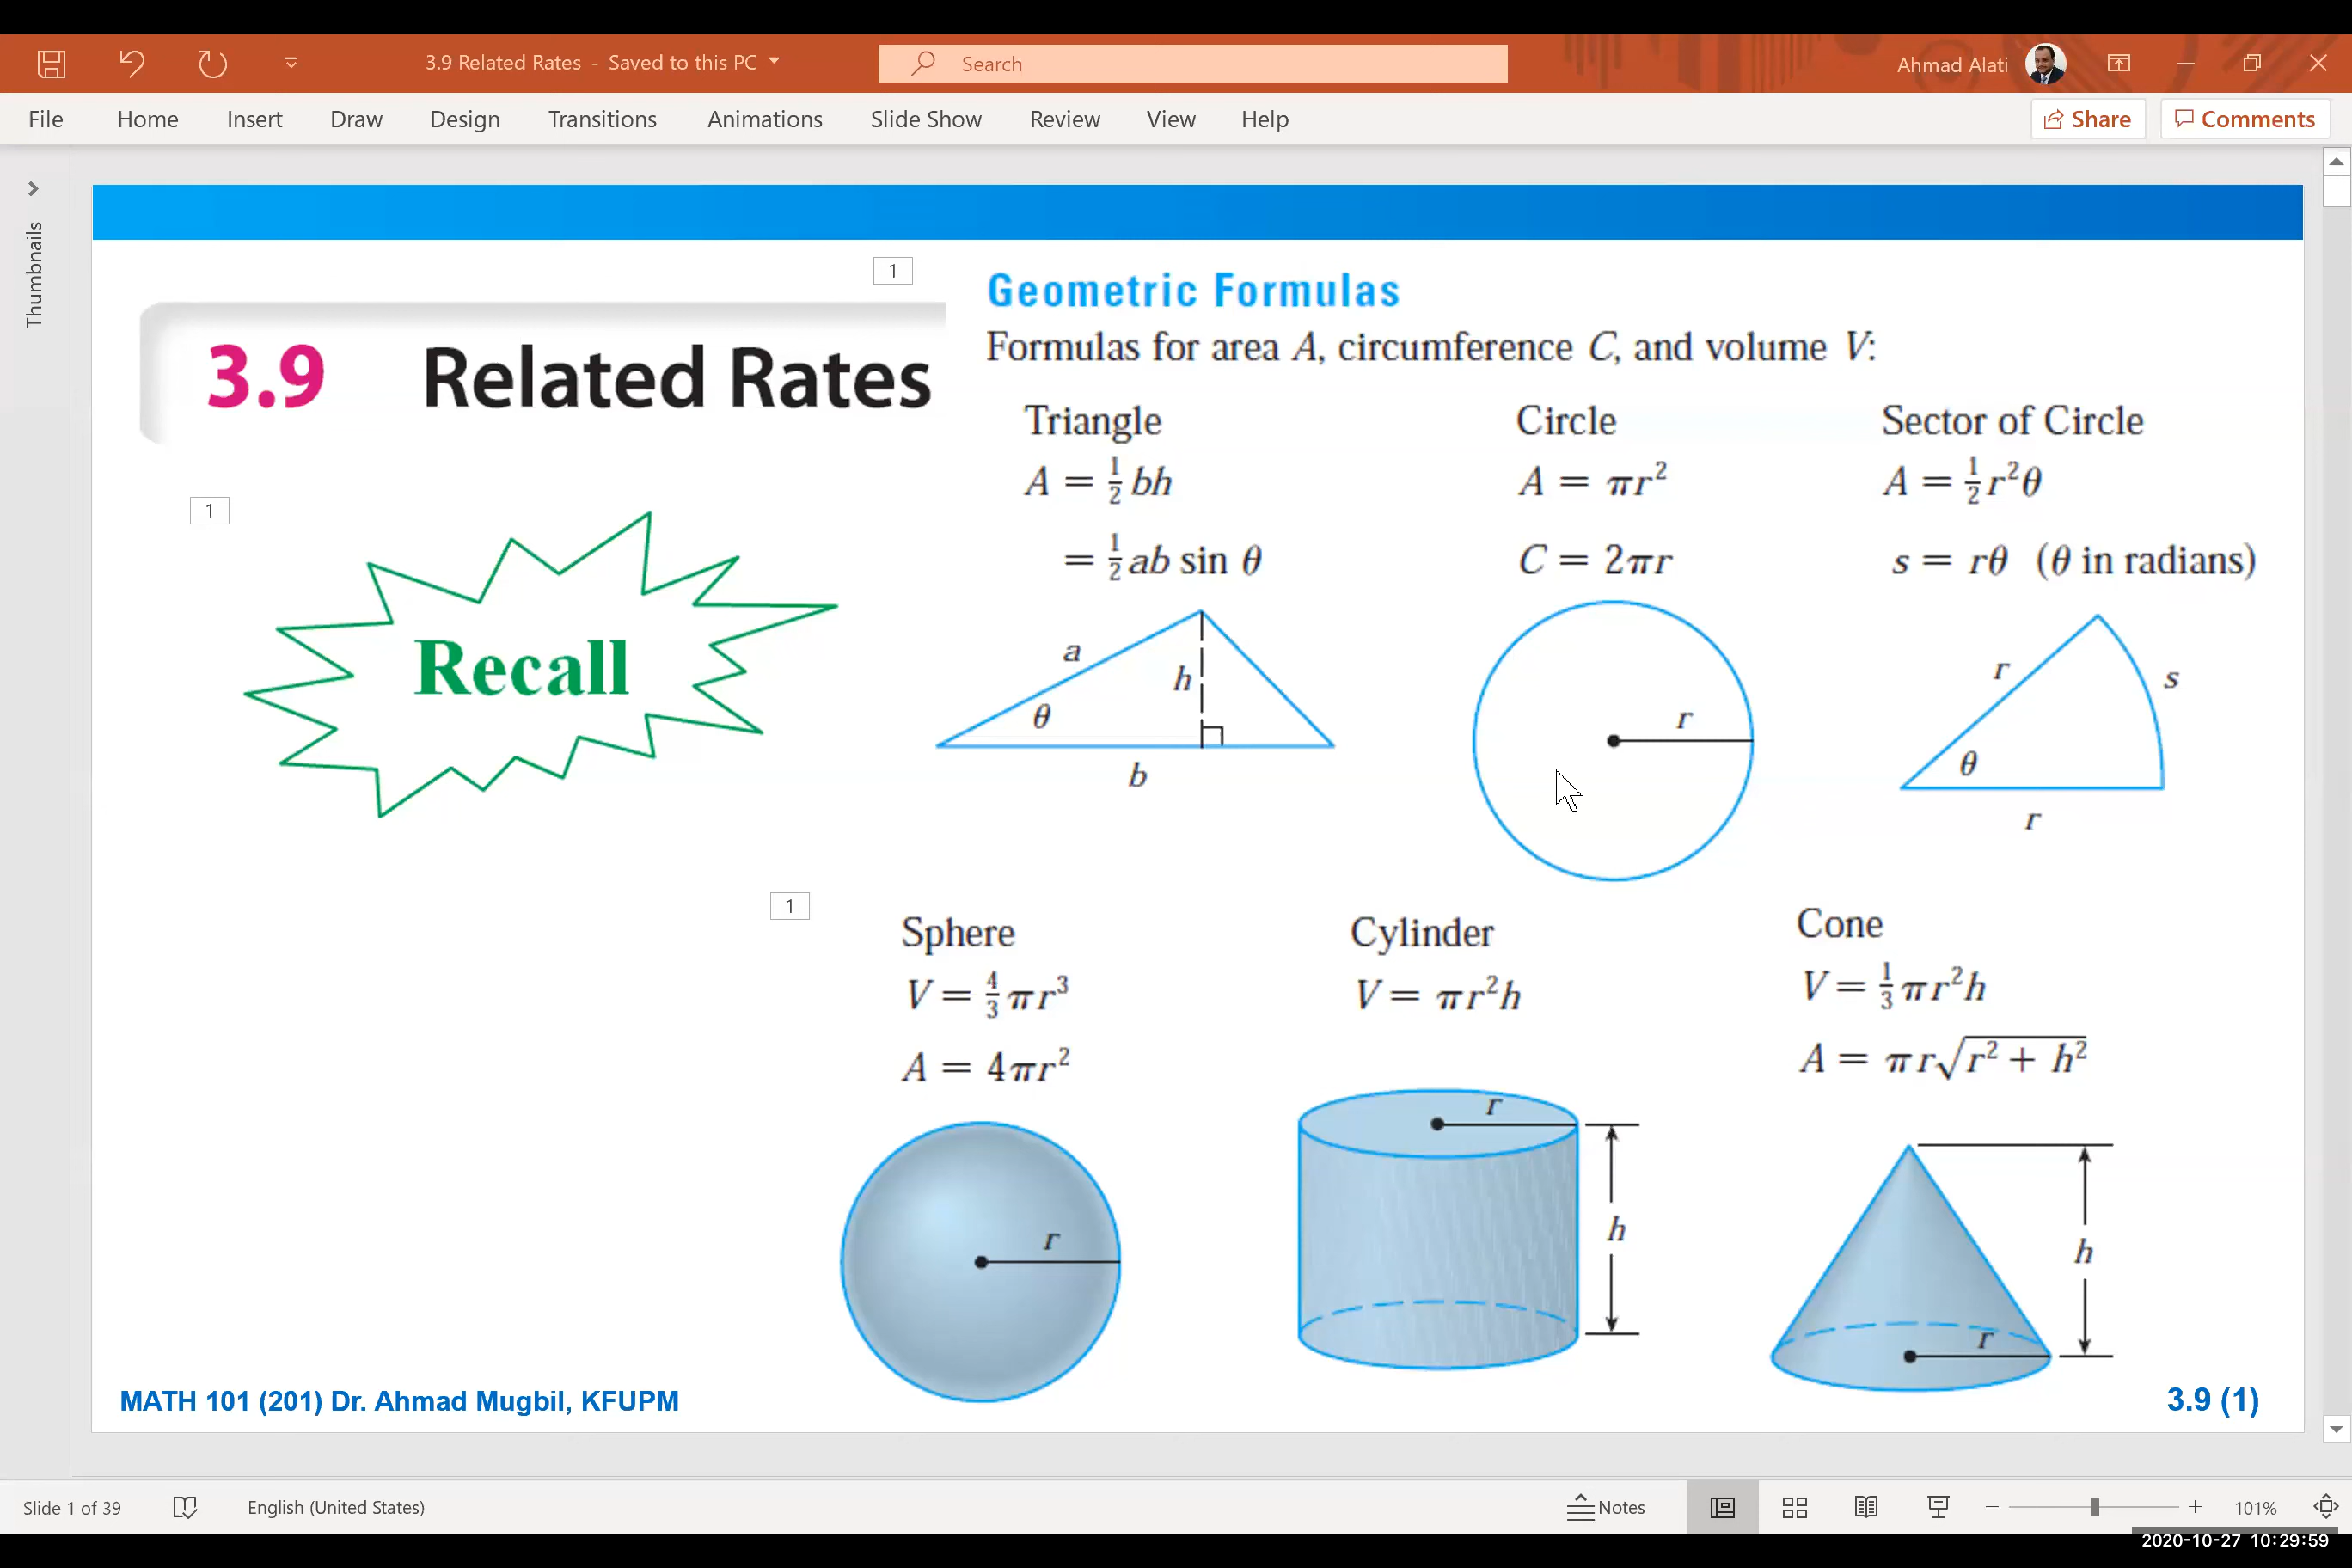 3.9 Related Rates - Saved to this PC
Search
Ahmad Alati
File Home Insert Draw Design Transitions Animations Slide Show Review View Help
Share
Comments
Thumbnails
1
3.9 Related Rates
1
Recall
Geometric Formulas
Formulas for area A, circumference C, and volume V:
Triangle
A = ½ bh
= ½ ab sin θ
a
h
θ
b
Circle
A = πr²
C = 2πr
r
Sector of Circle
A = ½ r²θ
s = rθ (θ in radians)
r
s
θ
r
1
Sphere
V = 4/3 πr³
A = 4πr²
r
Cylinder
V = πr²h
r
h
Cone
V = 1/3 πr²h
A = πr√(r² + h²)
h
r
MATH 101 (201) Dr. Ahmad Mugbil, KFUPM
3.9 (1)
Slide 1 of 39
English (United States)
Notes
101%
2020-10-27 10:29:59